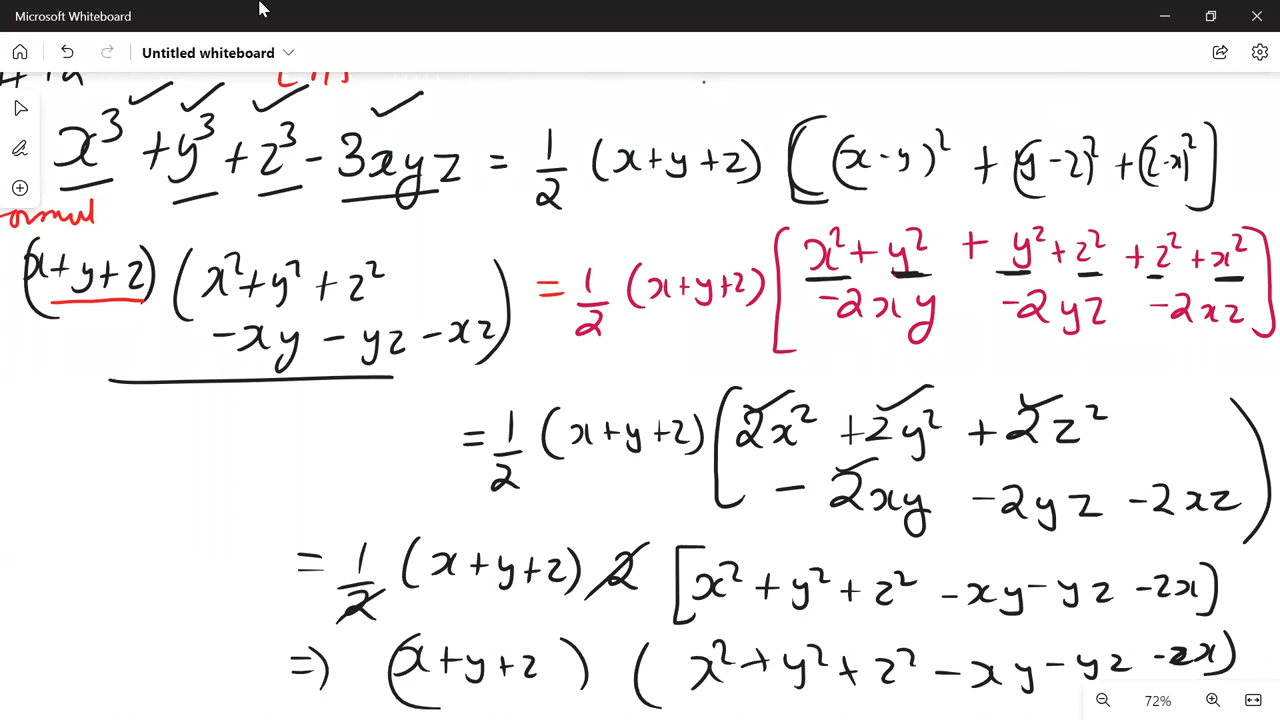 Microsoft Whiteboard
Untitled whiteboard
x³ + y³ + z³ - 3xyz = 1/2 (x+y+z) [(x-y)² + (y-z)² + (z-x)²]
(x+y+z) (x²+y²+z² -xy - yz - xz)
= 1/2 (x+y+z) [x²+y² + y²+z² + z²+x² -2xy -2yz -2xz]
= 1/2 (x+y+z) (2x² + 2y² + 2z² - 2xy - 2yz - 2xz)
= 1/2 (x+y+z) 2 [x² + y² + z² - xy - yz - zx]
⇒ (x+y+z) (x² + y² + z² - xy - yz - zx)
72%